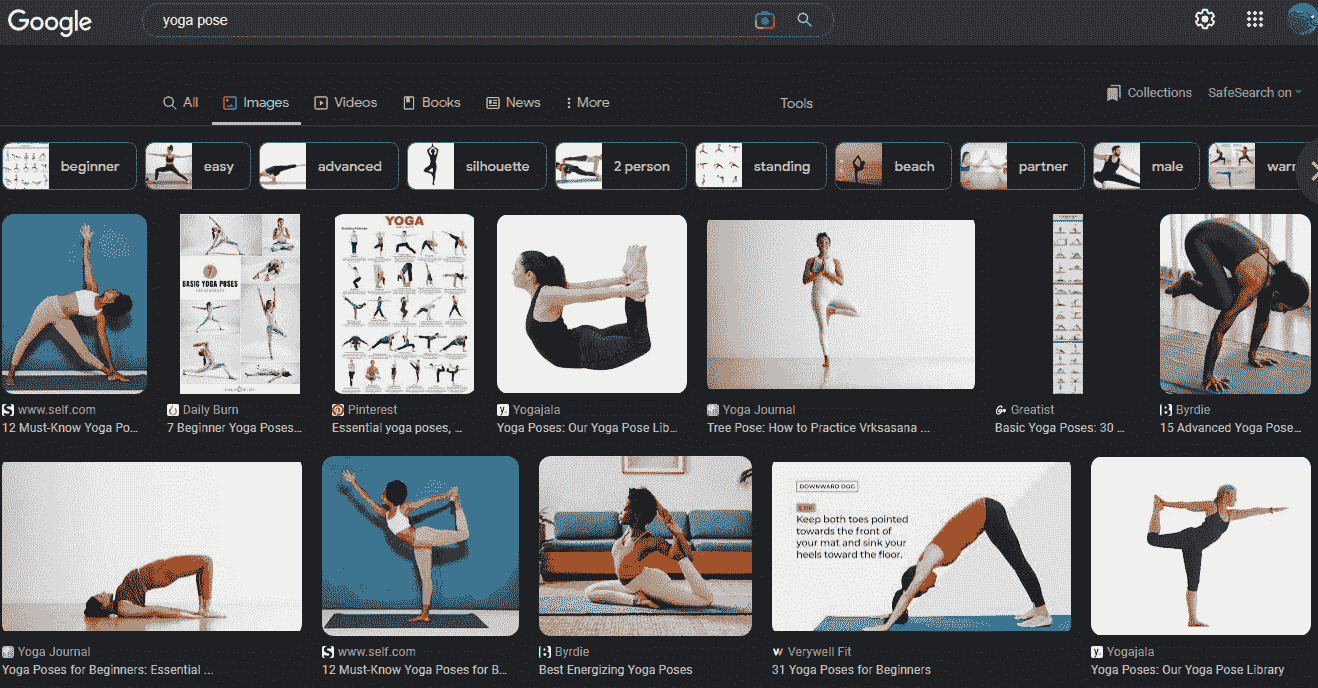 Google
yoga pose
All
Images
Videos
Books
News
More
Tools
Collections
SafeSearch on
beginner
easy
advanced
silhouette
2 person
standing
beach
partner
male
warr
7
BASIC YOGA POSES
YOGA
www.self.com
12 Must-Know Yoga Po...
Daily Burn
7 Beginner Yoga Poses...
Pinterest
Essential yoga poses, ...
y. Yogajala
Yoga Poses: Our Yoga Pose Lib...
Yoga Journal
Tree Pose: How to Practice Vrksasana ...
Greatist
Basic Yoga Poses: 30 ...
Byrdie
15 Advanced Yoga Pose...
DOWNWARD DOG
TIP
Keep both toes pointed
towards the front of
your mat and sink your
heels toward the floor.
Yoga Journal
Yoga Poses for Beginners: Essential ...
www.self.com
12 Must-Know Yoga Poses for B...
Byrdie
Best Energizing Yoga Poses
Verywell Fit
31 Yoga Poses for Beginners
y. Yogajala
Yoga Poses: Our Yoga Pose Library